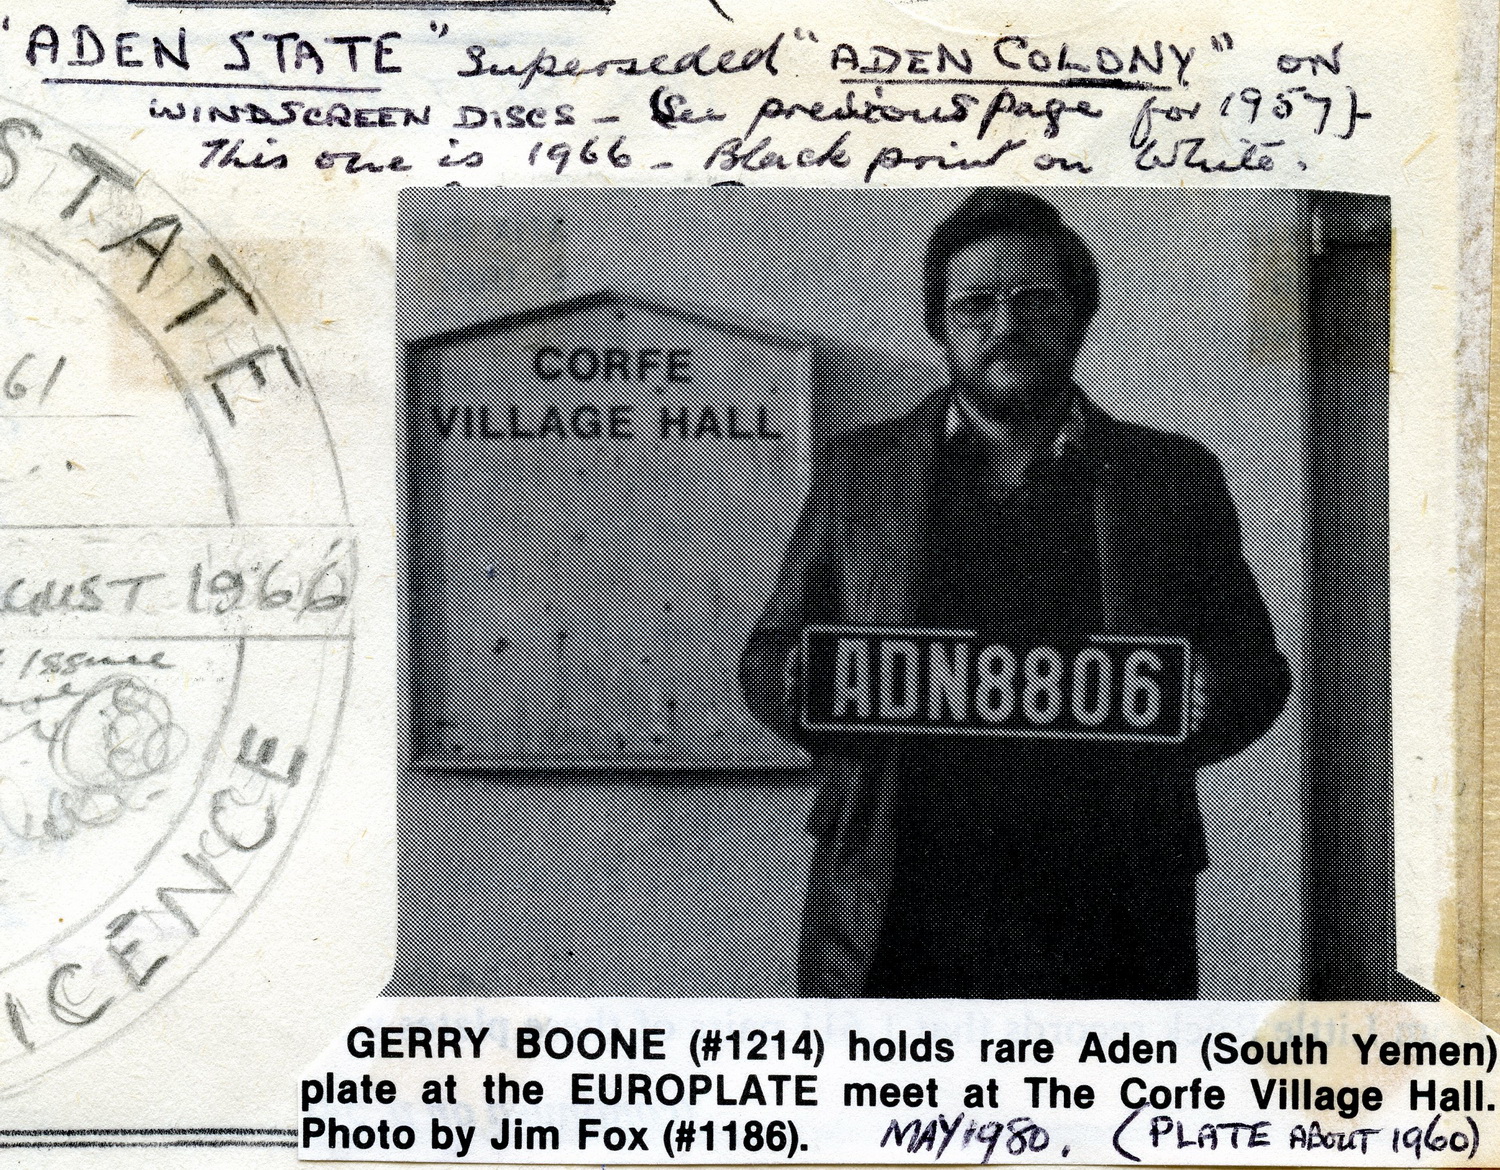 "ADEN STATE" superseded "ADEN COLONY" ON
WINDSCREEN DISCS – (See previous page for 1957)
This one is 1966 – Black print on White.
STATE
61
1966
Issue
ICENCE
CORFE
VILLAGE HALL
ADN8806
GERRY BOONE (#1214) holds rare Aden (South Yemen)
plate at the EUROPLATE meet at The Corfe Village Hall.
Photo by Jim Fox (#1186). MAY 1980. (PLATE ABOUT 1960)